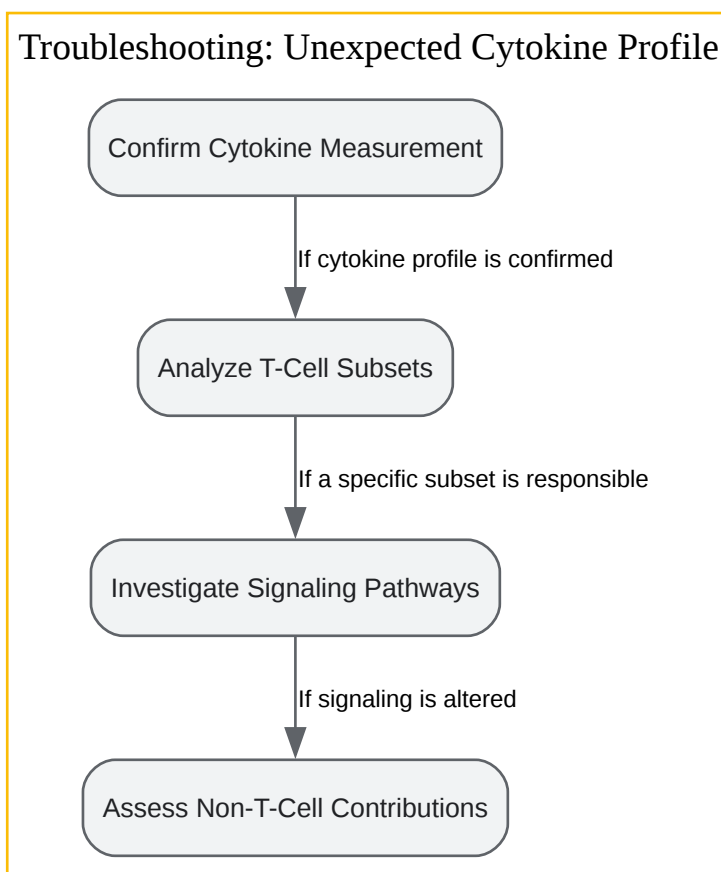 Troubleshooting: Unexpected Cytokine Profile
Confirm Cytokine Measurement
If cytokine profile is confirmed
Analyze T-Cell Subsets
If a specific subset is responsible
Investigate Signaling Pathways
If signaling is altered
Assess Non-T-Cell Contributions